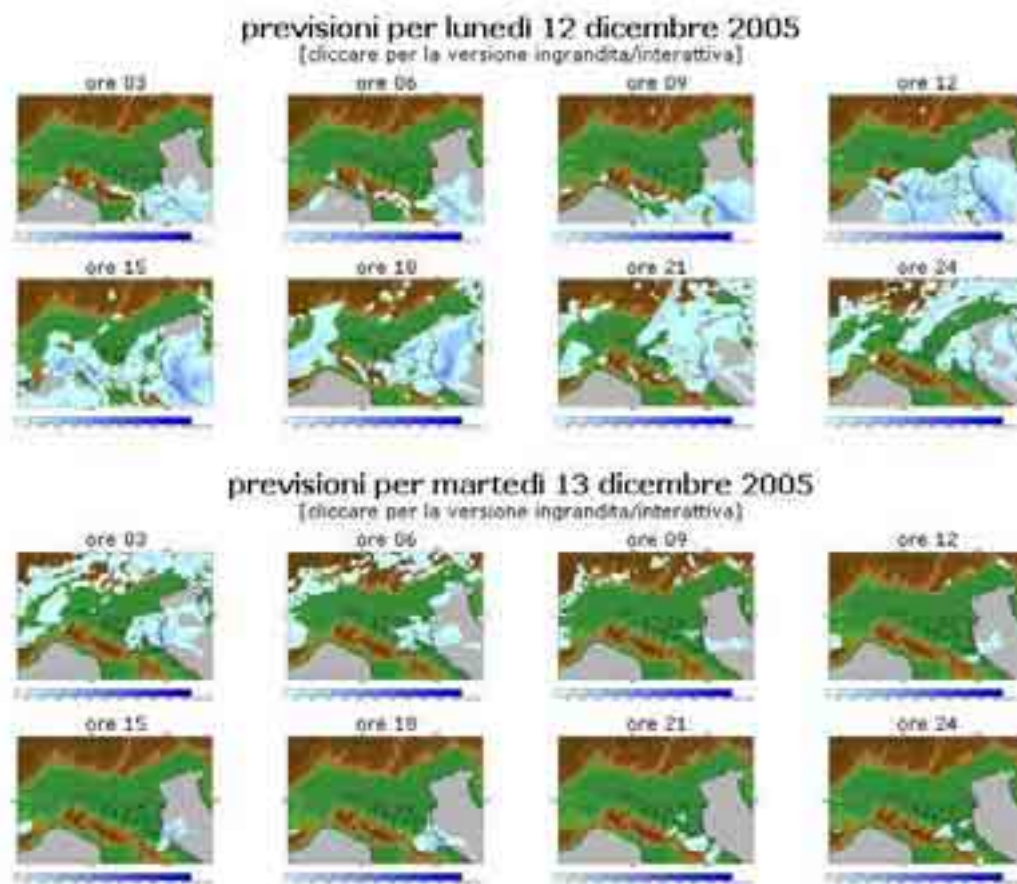 previsioni per lunedì 12 dicembre 2005
[cliccare per la versione ingrandita/interattiva]
ore 03 ore 06 ore 09 ore 12
ore 15 ore 18 ore 21 ore 24
previsioni per martedì 13 dicembre 2005
[cliccare per la versione ingrandita/interattiva]
ore 03 ore 06 ore 09 ore 12
ore 15 ore 18 ore 21 ore 24